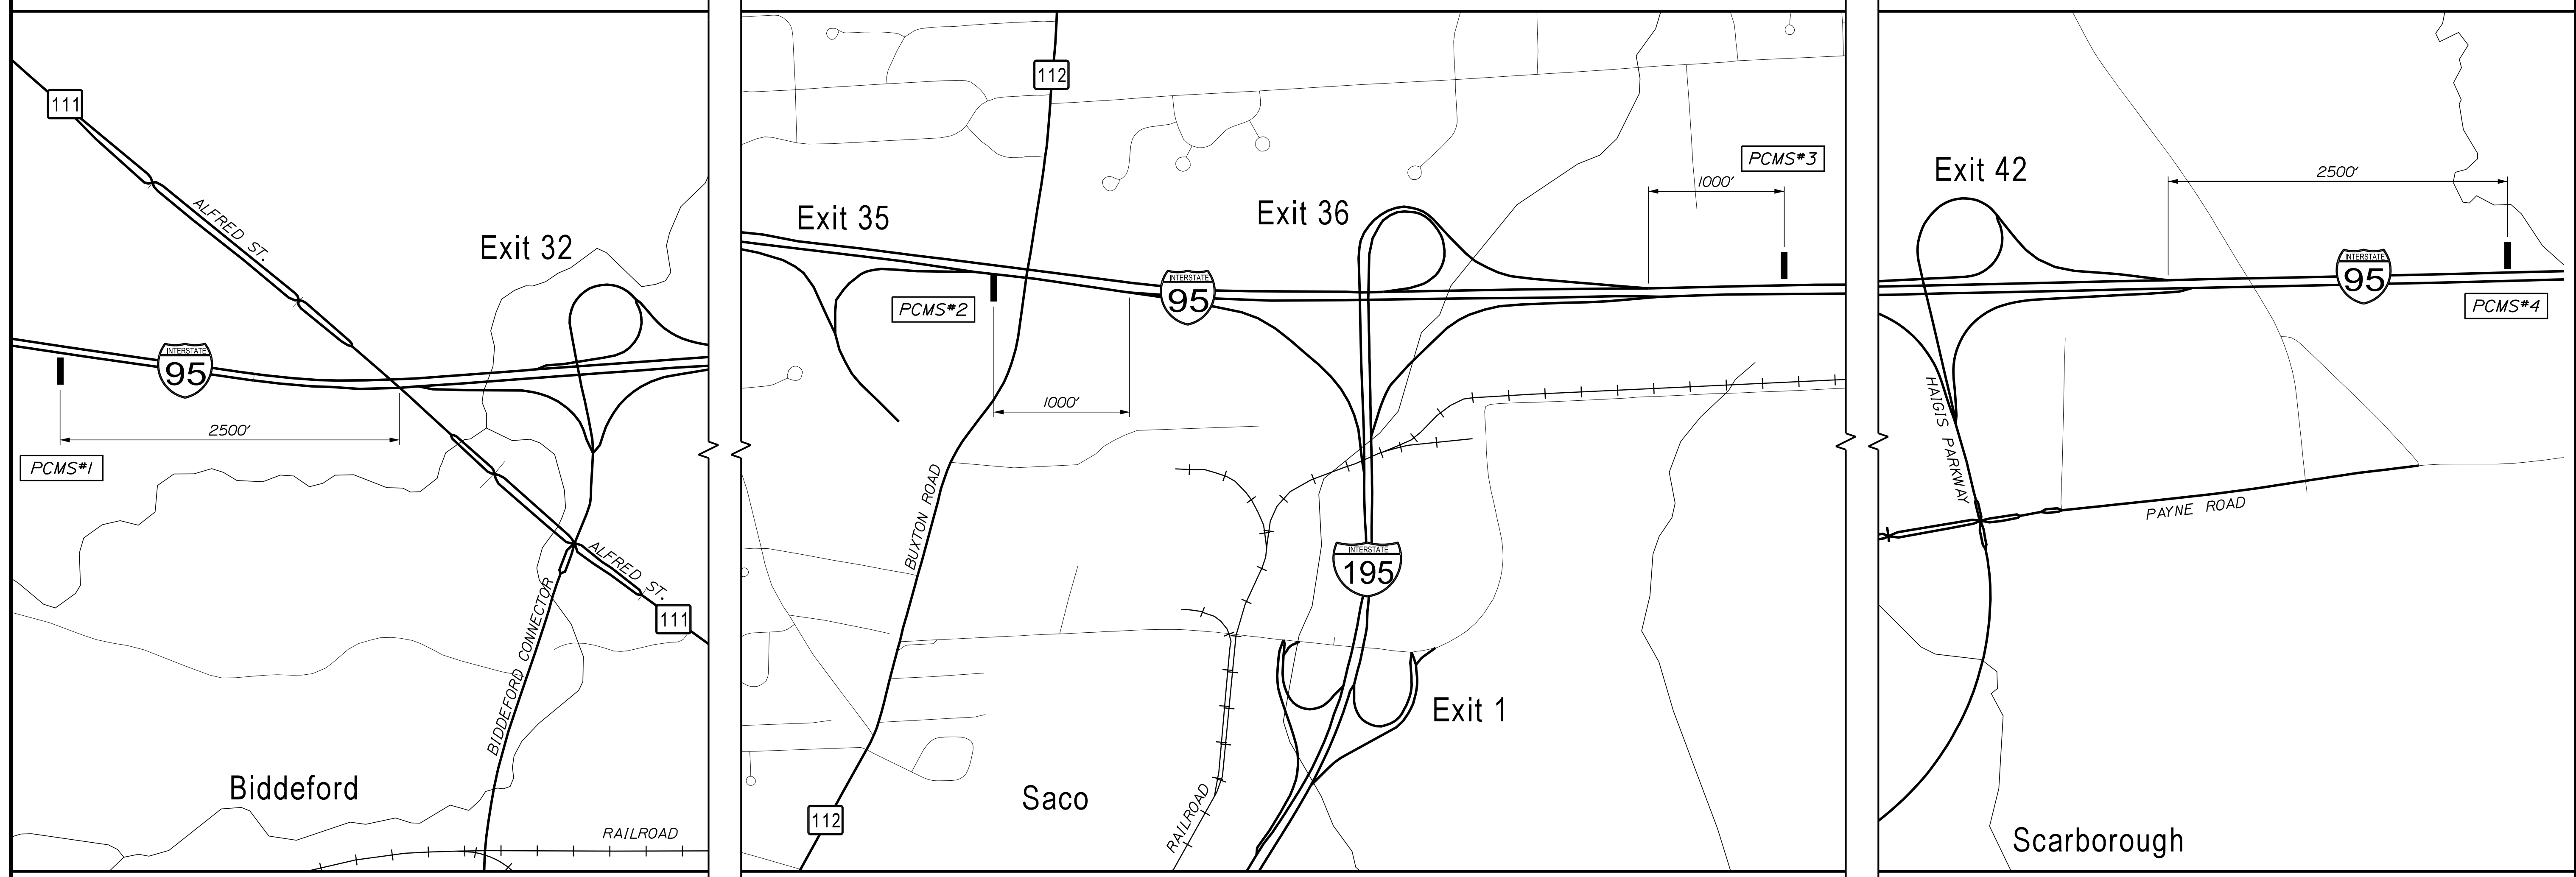 111
ALFRED ST.
Exit 32
INTERSTATE
95
2500'
PCMS#1
ALFRED ST.
111
BIDDEFORD CONNECTOR
Biddeford
RAILROAD
112
Exit 35
PCMS#2
1000'
INTERSTATE
95
Exit 36
1000'
PCMS#3
BUXTON ROAD
INTERSTATE
195
Exit 1
Saco
112
RAILROAD
Exit 42
2500'
INTERSTATE
95
PCMS#4
HAIGIS PARKWAY
PAYNE ROAD
Scarborough